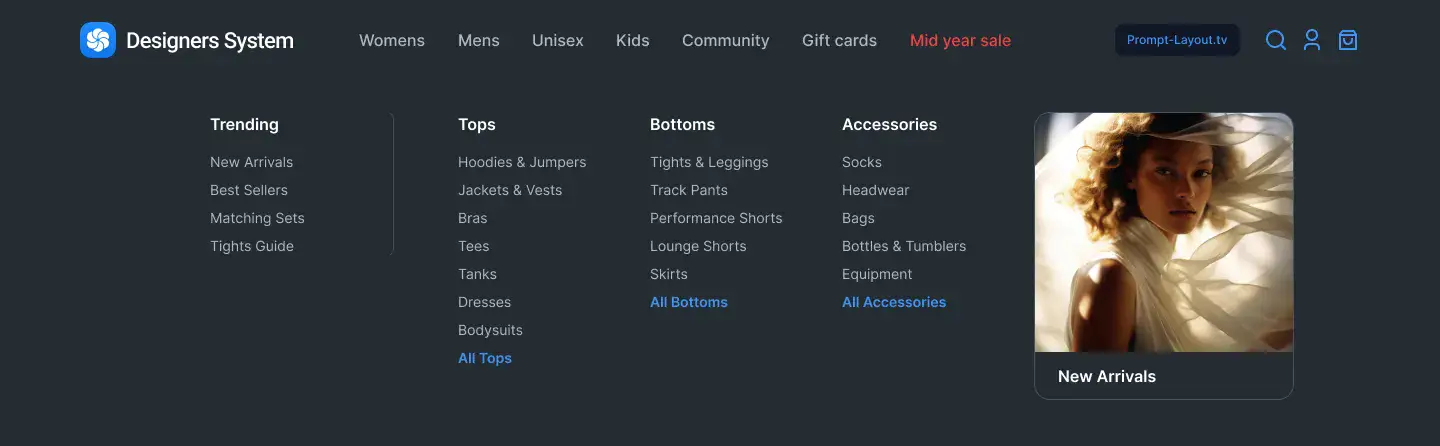 Designers System
Womens
Mens
Unisex
Kids
Community
Gift cards
Mid year sale
Prompt-Layout.tv
Trending
New Arrivals
Best Sellers
Matching Sets
Tights Guide
Tops
Hoodies & Jumpers
Jackets & Vests
Bras
Tees
Tanks
Dresses
Bodysuits
All Tops
Bottoms
Tights & Leggings
Track Pants
Performance Shorts
Lounge Shorts
Skirts
All Bottoms
Accessories
Socks
Headwear
Bags
Bottles & Tumblers
Equipment
All Accessories
New Arrivals